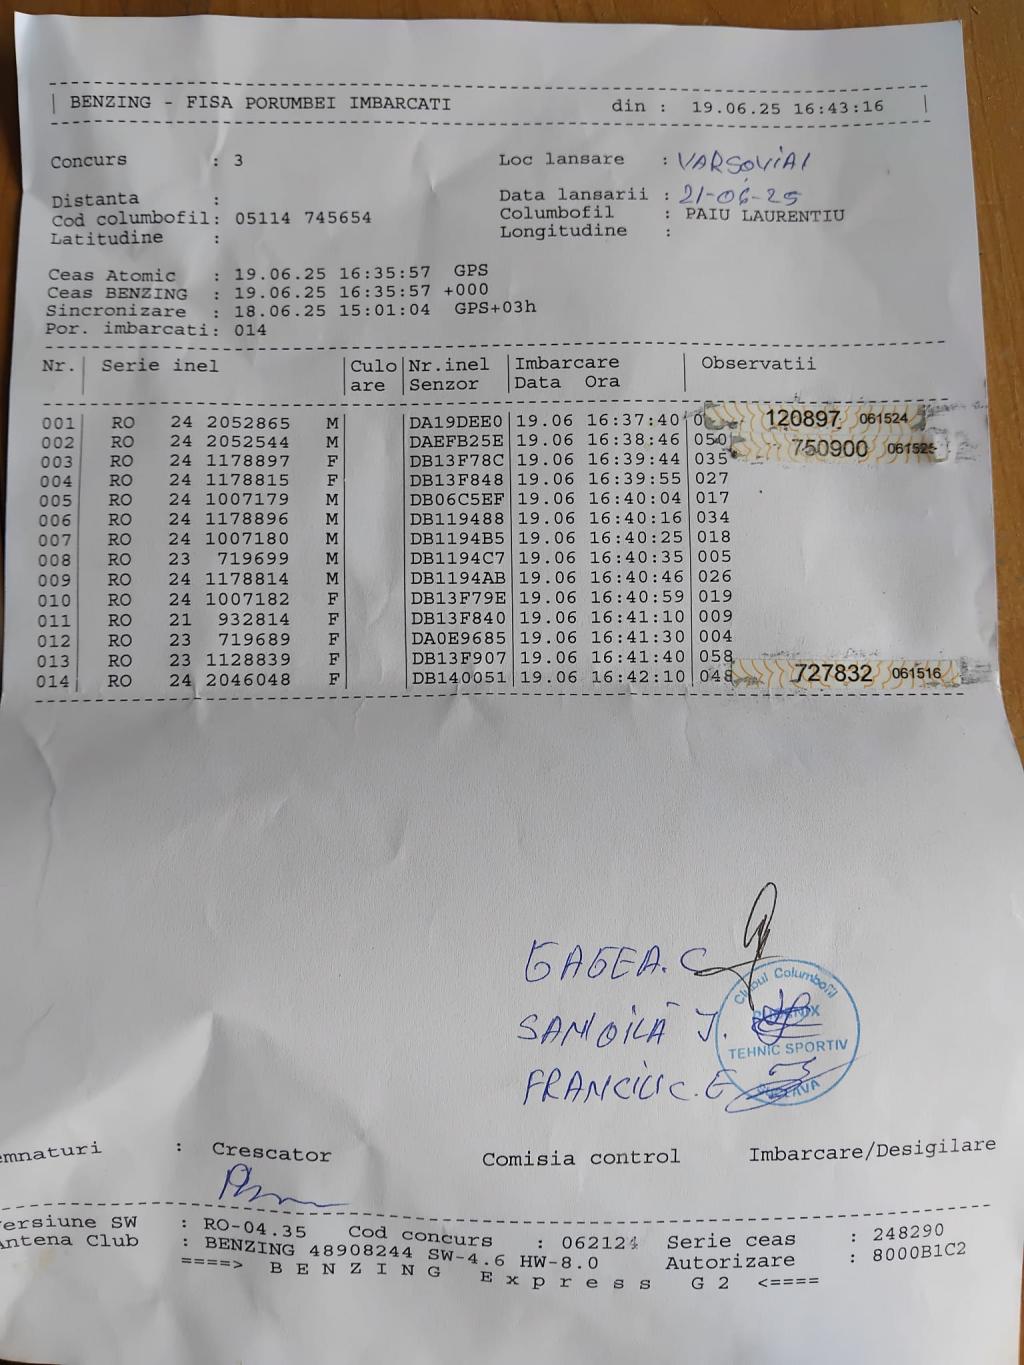 BENZING - FISA PORUMBEI IMBARCATI din : 19.06.25 16:43:16
Concurs : 3 Loc lansare : VARSOVIA 1
Distanta : Data lansarii : 21-06-25
Cod columbofil: 05114 745654 Columbofil : PAIU LAURENTIU
Latitudine : Longitudine :
Ceas Atomic : 19.06.25 16:35:57 GPS
Ceas BENZING : 19.06.25 16:35:57 +000
Sincronizare : 18.06.25 15:01:04 GPS+03h
Por. imbarcati: 014
Nr. Serie inel Culo Nr.inel Imbarcare Observatii
are Senzor Data Ora
001 RO 24 2052865 M DA19DEE0 19.06 16:37:40 120897 061524
002 RO 24 2052544 M DAEFB25E 19.06 16:38:46 050 750900 061525
003 RO 24 1178897 F DB13F78C 19.06 16:39:44 035
004 RO 24 1178815 F DB13F848 19.06 16:39:55 027
005 RO 24 1007179 M DB06C5EF 19.06 16:40:04 017
006 RO 24 1178896 M DB119488 19.06 16:40:16 034
007 RO 24 1007180 M DB1194B5 19.06 16:40:25 018
008 RO 23 719699 M DB1194C7 19.06 16:40:35 005
009 RO 24 1178814 M DB1194AB 19.06 16:40:46 026
010 RO 24 1007182 F DB13F79E 19.06 16:40:59 019
011 RO 21 932814 F DB13F840 19.06 16:41:10 009
012 RO 23 719689 F DA0E9685 19.06 16:41:30 004
013 RO 23 1128839 F DB13F907 19.06 16:41:40 058
014 RO 24 2046048 F DB140051 19.06 16:42:10 048 727832 061516
GAGEA. C
SAMOILĂ J.
FRANCIUC. E
Clubul Columbofil
TEHNIC SPORTIV
emnaturi : Crescator Comisia control Imbarcare/Desigilare
ersiune SW : RO-04.35 Cod concurs : 062124 Serie ceas : 248290
Antena Club : BENZING 48908244 SW-4.6 HW-8.0 Autorizare : 8000B1C2
====> B E N Z I N G E x p r e s s G 2 <====